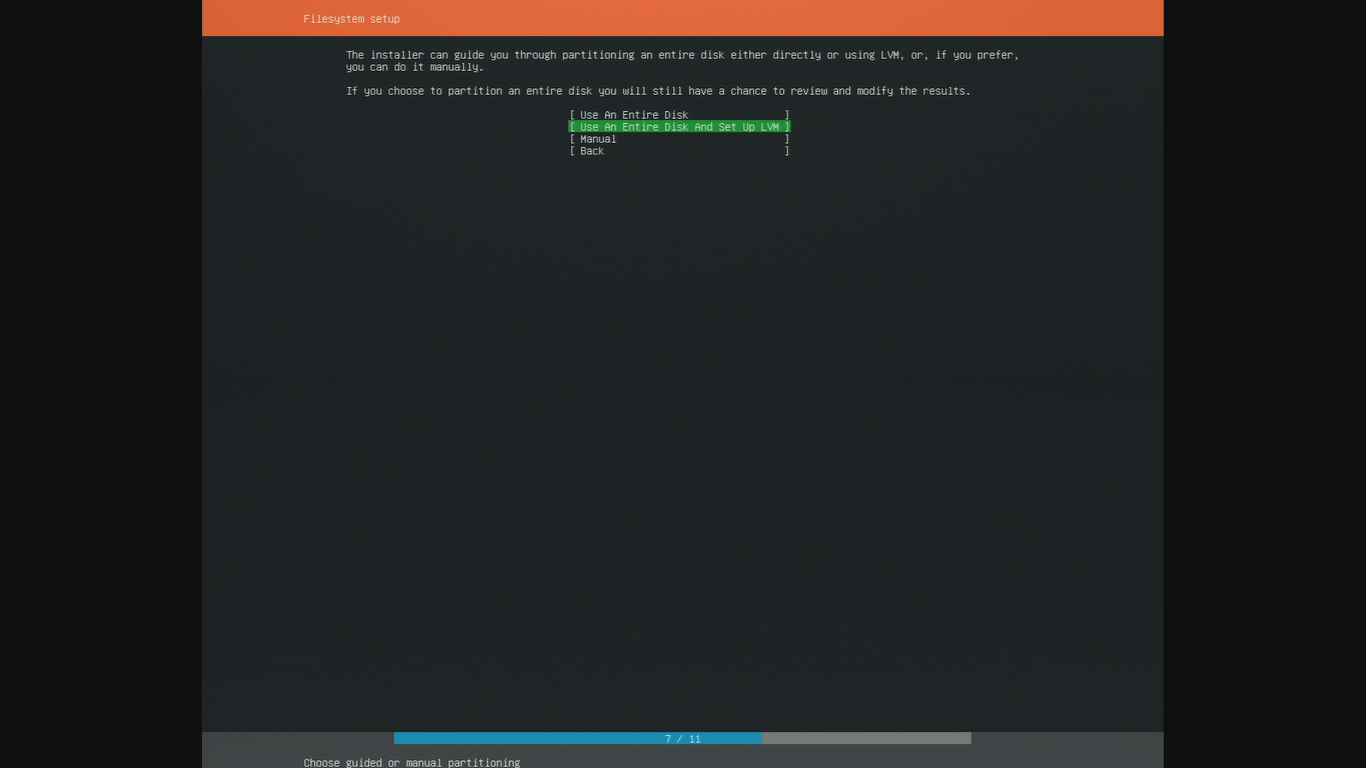 Filesystem setup
The installer can guide you through partitioning an entire disk either directly or using LVM, or, if you prefer,
you can do it manually.
If you choose to partition an entire disk you will still have a chance to review and modify the results.
[ Use An Entire Disk ]
[ Use An Entire Disk And Set Up LVM ]
[ Manual ]
[ Back ]
7 / 11
Choose guided or manual partitioning